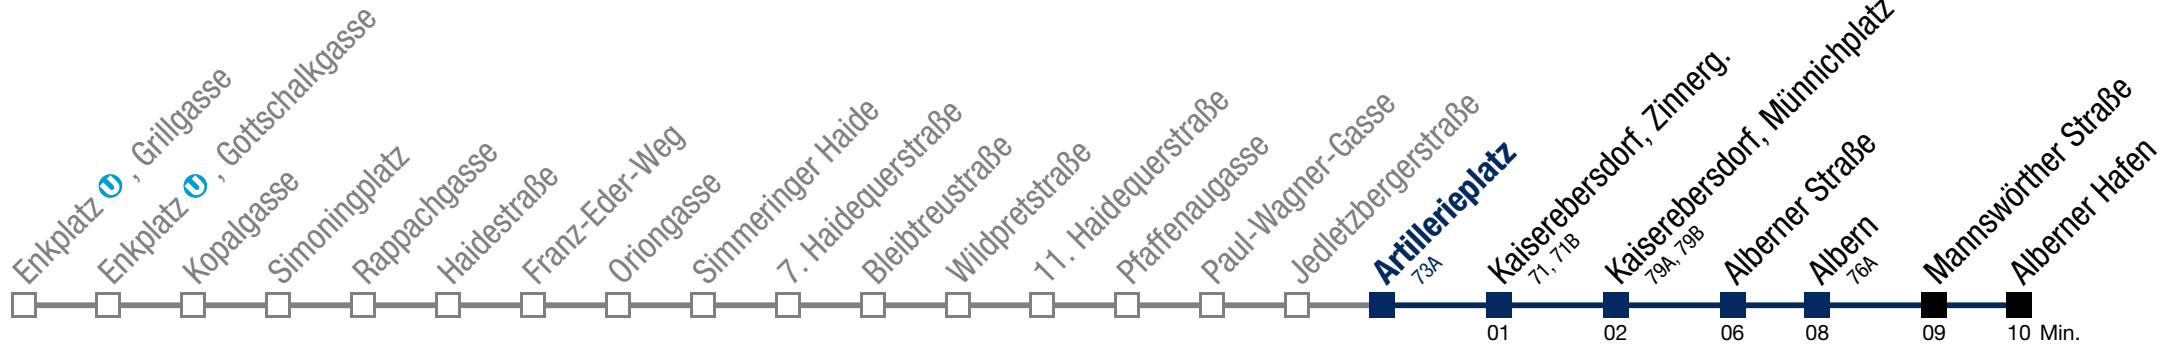 Enkplatz U, Grillgasse
Enkplatz U, Gottschalkgasse
Kopalgasse
Simoningplatz
Rappachgasse
Haidestraße
Franz-Eder-Weg
Oriongasse
Simmeringer Haide
7. Haidequerstraße
Bleibtreustraße
Wildpretstraße
11. Haidequerstraße
Pfaffenaugasse
Paul-Wagner-Gasse
Jedletzbergerstraße
Artillerieplatz
73A
Kaiserebersdorf, Zinnerg.
71, 71B
Kaiserebersdorf, Münnichplatz
79A, 79B
Alberner Straße
Albern
76A
Mannswörther Straße
Alberner Hafen
01 02 06 08 09 10 Min.